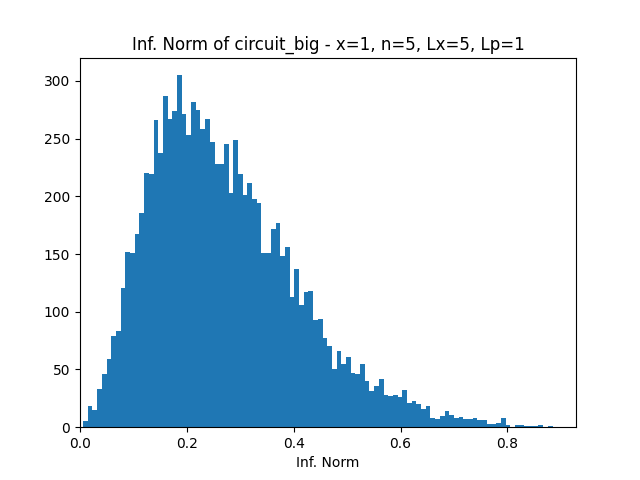 Inf. Norm of circuit_big - x=1, n=5, Lx=5, Lp=1
300
250
200
150
100
50
0
0.0 0.2 0.4 0.6 0.8
Inf. Norm